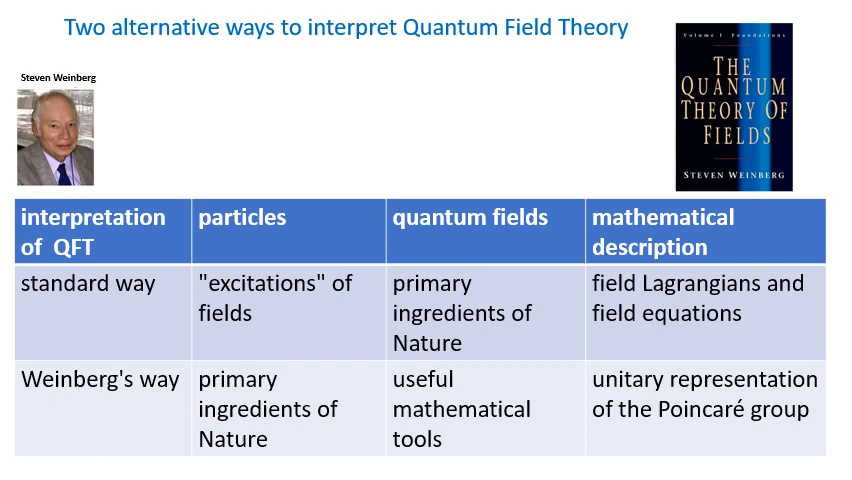 Two alternative ways to interpret Quantum Field Theory
Steven Weinberg
Volume I Foundations
THE
QUANTUM
THEORY OF
FIELDS
STEVEN WEINBERG
interpretation
of QFT
particles
quantum fields
mathematical
description
standard way
"excitations" of
fields
primary
ingredients of
Nature
field Lagrangians and
field equations
Weinberg's way
primary
ingredients of
Nature
useful
mathematical
tools
unitary representation
of the Poincaré group